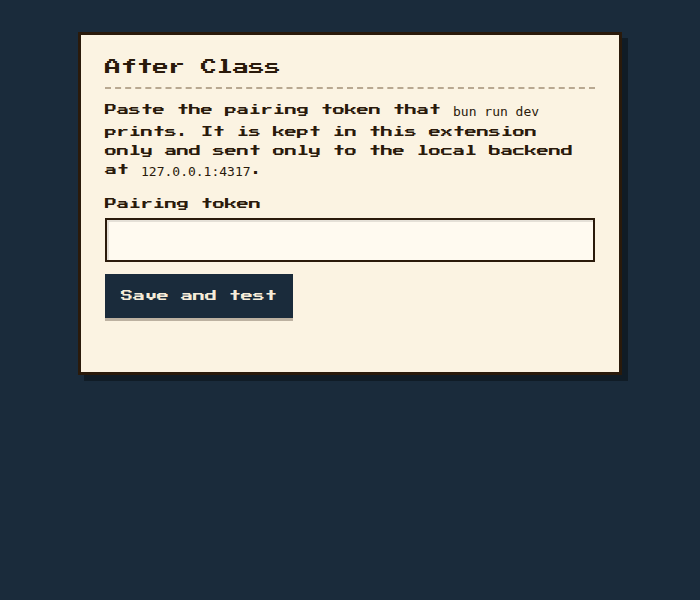 After Class
Paste the pairing token that bun run dev
prints. It is kept in this extension
only and sent only to the local backend
at 127.0.0.1:4317.
Pairing token
Save and test